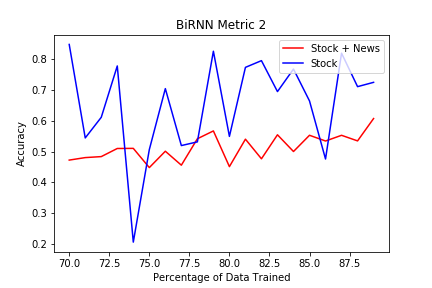 BiRNN Metric 2
Stock + News
Stock
Accuracy
0.8
0.7
0.6
0.5
0.4
0.3
0.2
70.0 72.5 75.0 77.5 80.0 82.5 85.0 87.5
Percentage of Data Trained